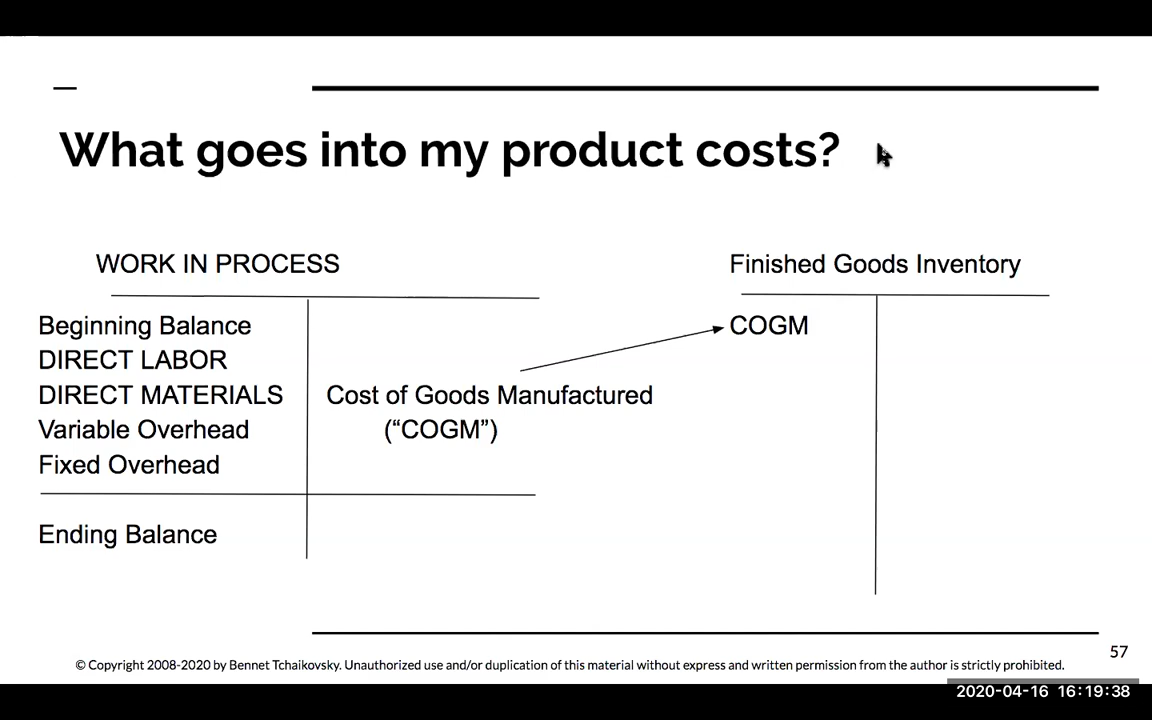 What goes into my product costs?
WORK IN PROCESS
Beginning Balance
DIRECT LABOR
DIRECT MATERIALS
Variable Overhead
Fixed Overhead
Ending Balance
Cost of Goods Manufactured
(“COGM”)
Finished Goods Inventory
COGM
57
© Copyright 2008-2020 by Bennet Tchaikovsky. Unauthorized use and/or duplication of this material without express and written permission from the author is strictly prohibited.
2020-04-16 16:19:38